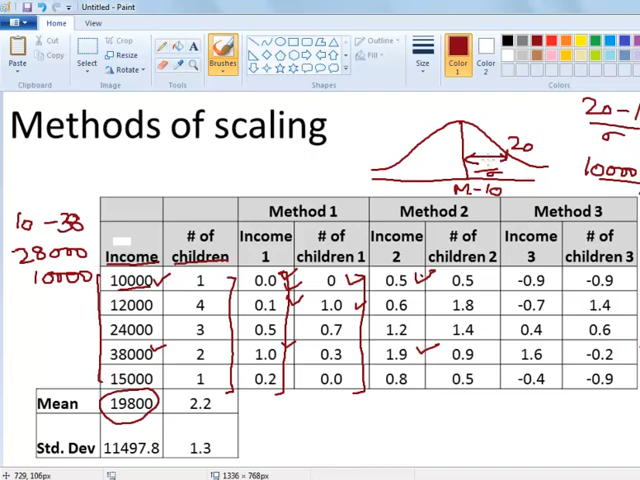 Untitled - Paint
Home View
Paste
Clipboard
Cut
Copy
Select
Crop
Resize
Rotate
Image
Tools
Brushes
Shapes
Outline
Fill
Size
Color 1
Color 2
Methods of scaling
20
M-10
σ
20-1
σ
10000
10 -38
28000
10000
Method 1 Method 2 Method 3
Income # of children Income 1 # of children 1 Income 2 # of children 2 Income 3 # of children 3
10000 1 0.0 0 0.5 0.5 -0.9 -0.9
12000 4 0.1 1.0 0.6 1.8 -0.7 1.4
24000 3 0.5 0.7 1.2 1.4 0.4 0.6
38000 2 1.0 0.3 1.9 0.9 1.6 -0.2
15000 1 0.2 0.0 0.8 0.5 -0.4 -0.9
Mean 19800 2.2
Std. Dev 11497.8 1.3
729, 106px 1336 × 768px